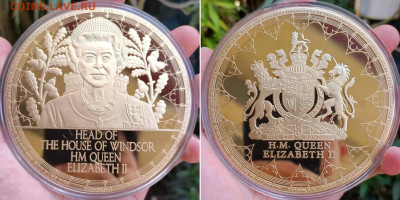 COINS.LAVE.RU
HEAD OF
THE HOUSE OF WINDSOR
HM QUEEN
ELIZABETH II
H.M. QUEEN
ELIZABETH II